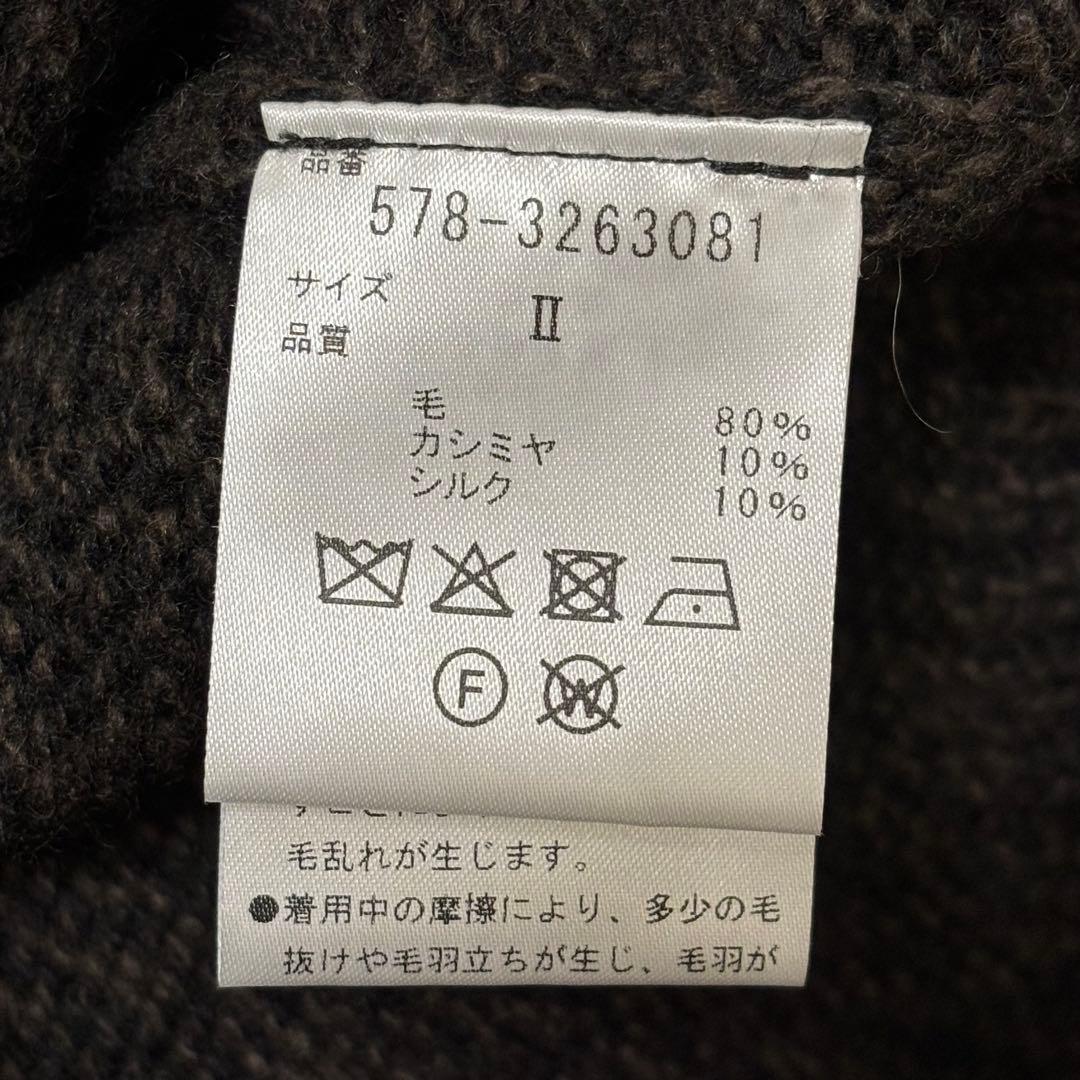 品番
578-3263081
サイズ
II
品質
毛 80%
カシミヤ 10%
シルク 10%
F
W
毛乱れが生じます。
●着用中の摩擦により、多少の毛
抜けや毛羽立ちが生じ、毛羽が